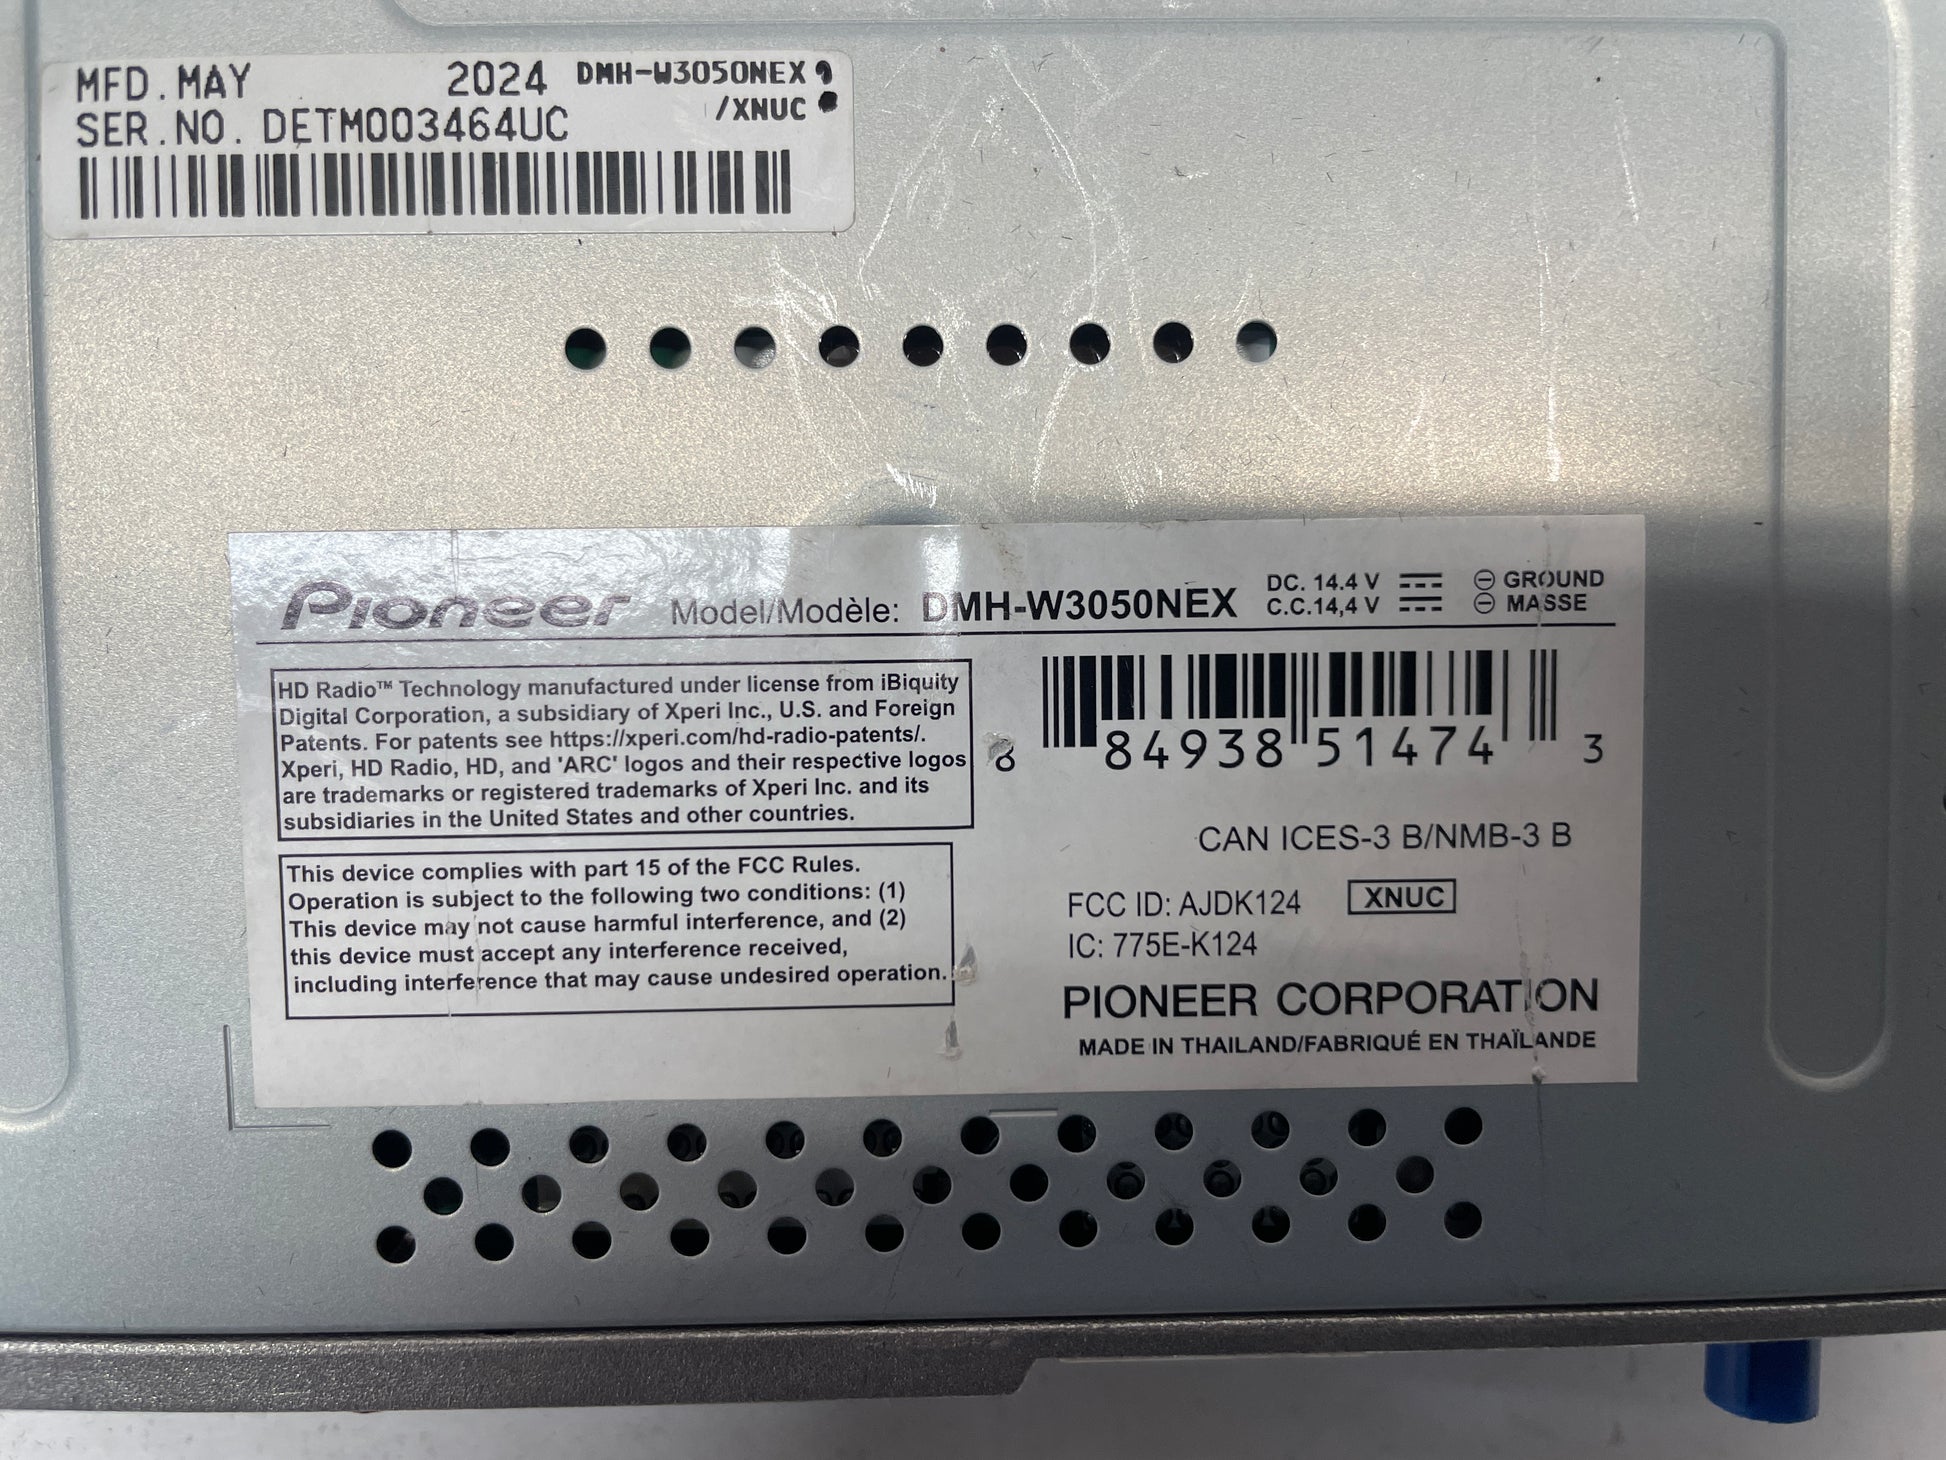 MFD.MAY 2024 DMH-W3050NEX
/XNUC
SER.NO. DETM003464UC
Pioneer Model/Modèle: DMH-W3050NEX
DC. 14.4 V ⊖ GROUND
C.C.14,4 V ⊖ MASSE
HD Radio™ Technology manufactured under license from iBiquity
Digital Corporation, a subsidiary of Xperi Inc., U.S. and Foreign
Patents. For patents see https://xperi.com/hd-radio-patents/.
Xperi, HD Radio, HD, and 'ARC' logos and their respective logos
are trademarks or registered trademarks of Xperi Inc. and its
subsidiaries in the United States and other countries.
8 84938 51474 3
This device complies with part 15 of the FCC Rules.
Operation is subject to the following two conditions: (1)
This device may not cause harmful interference, and (2)
this device must accept any interference received,
including interference that may cause undesired operation.
CAN ICES-3 B/NMB-3 B
FCC ID: AJDK124 XNUC
IC: 775E-K124
PIONEER CORPORATION
MADE IN THAILAND/FABRIQUÉ EN THAÏLANDE